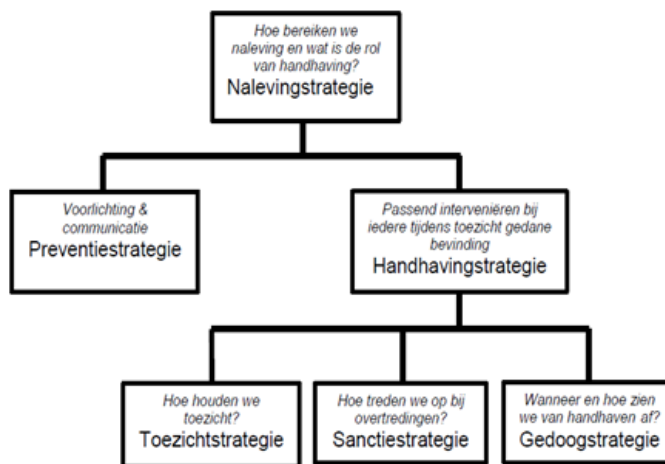 Hoe bereiken we
naleving en wat is de rol
van handhaving?
Nalevingstrategie
Voorlichting &
communicatie
Preventiestrategie
Passend interveniëren bij
iedere tijdens toezicht gedane
bevinding
Handhavingstrategie
Hoe houden we
toezicht?
Toezichtstrategie
Hoe treden we op bij
overtredingen?
Sanctiestrategie
Wanneer en hoe zien
we van handhaven af?
Gedoogstrategie